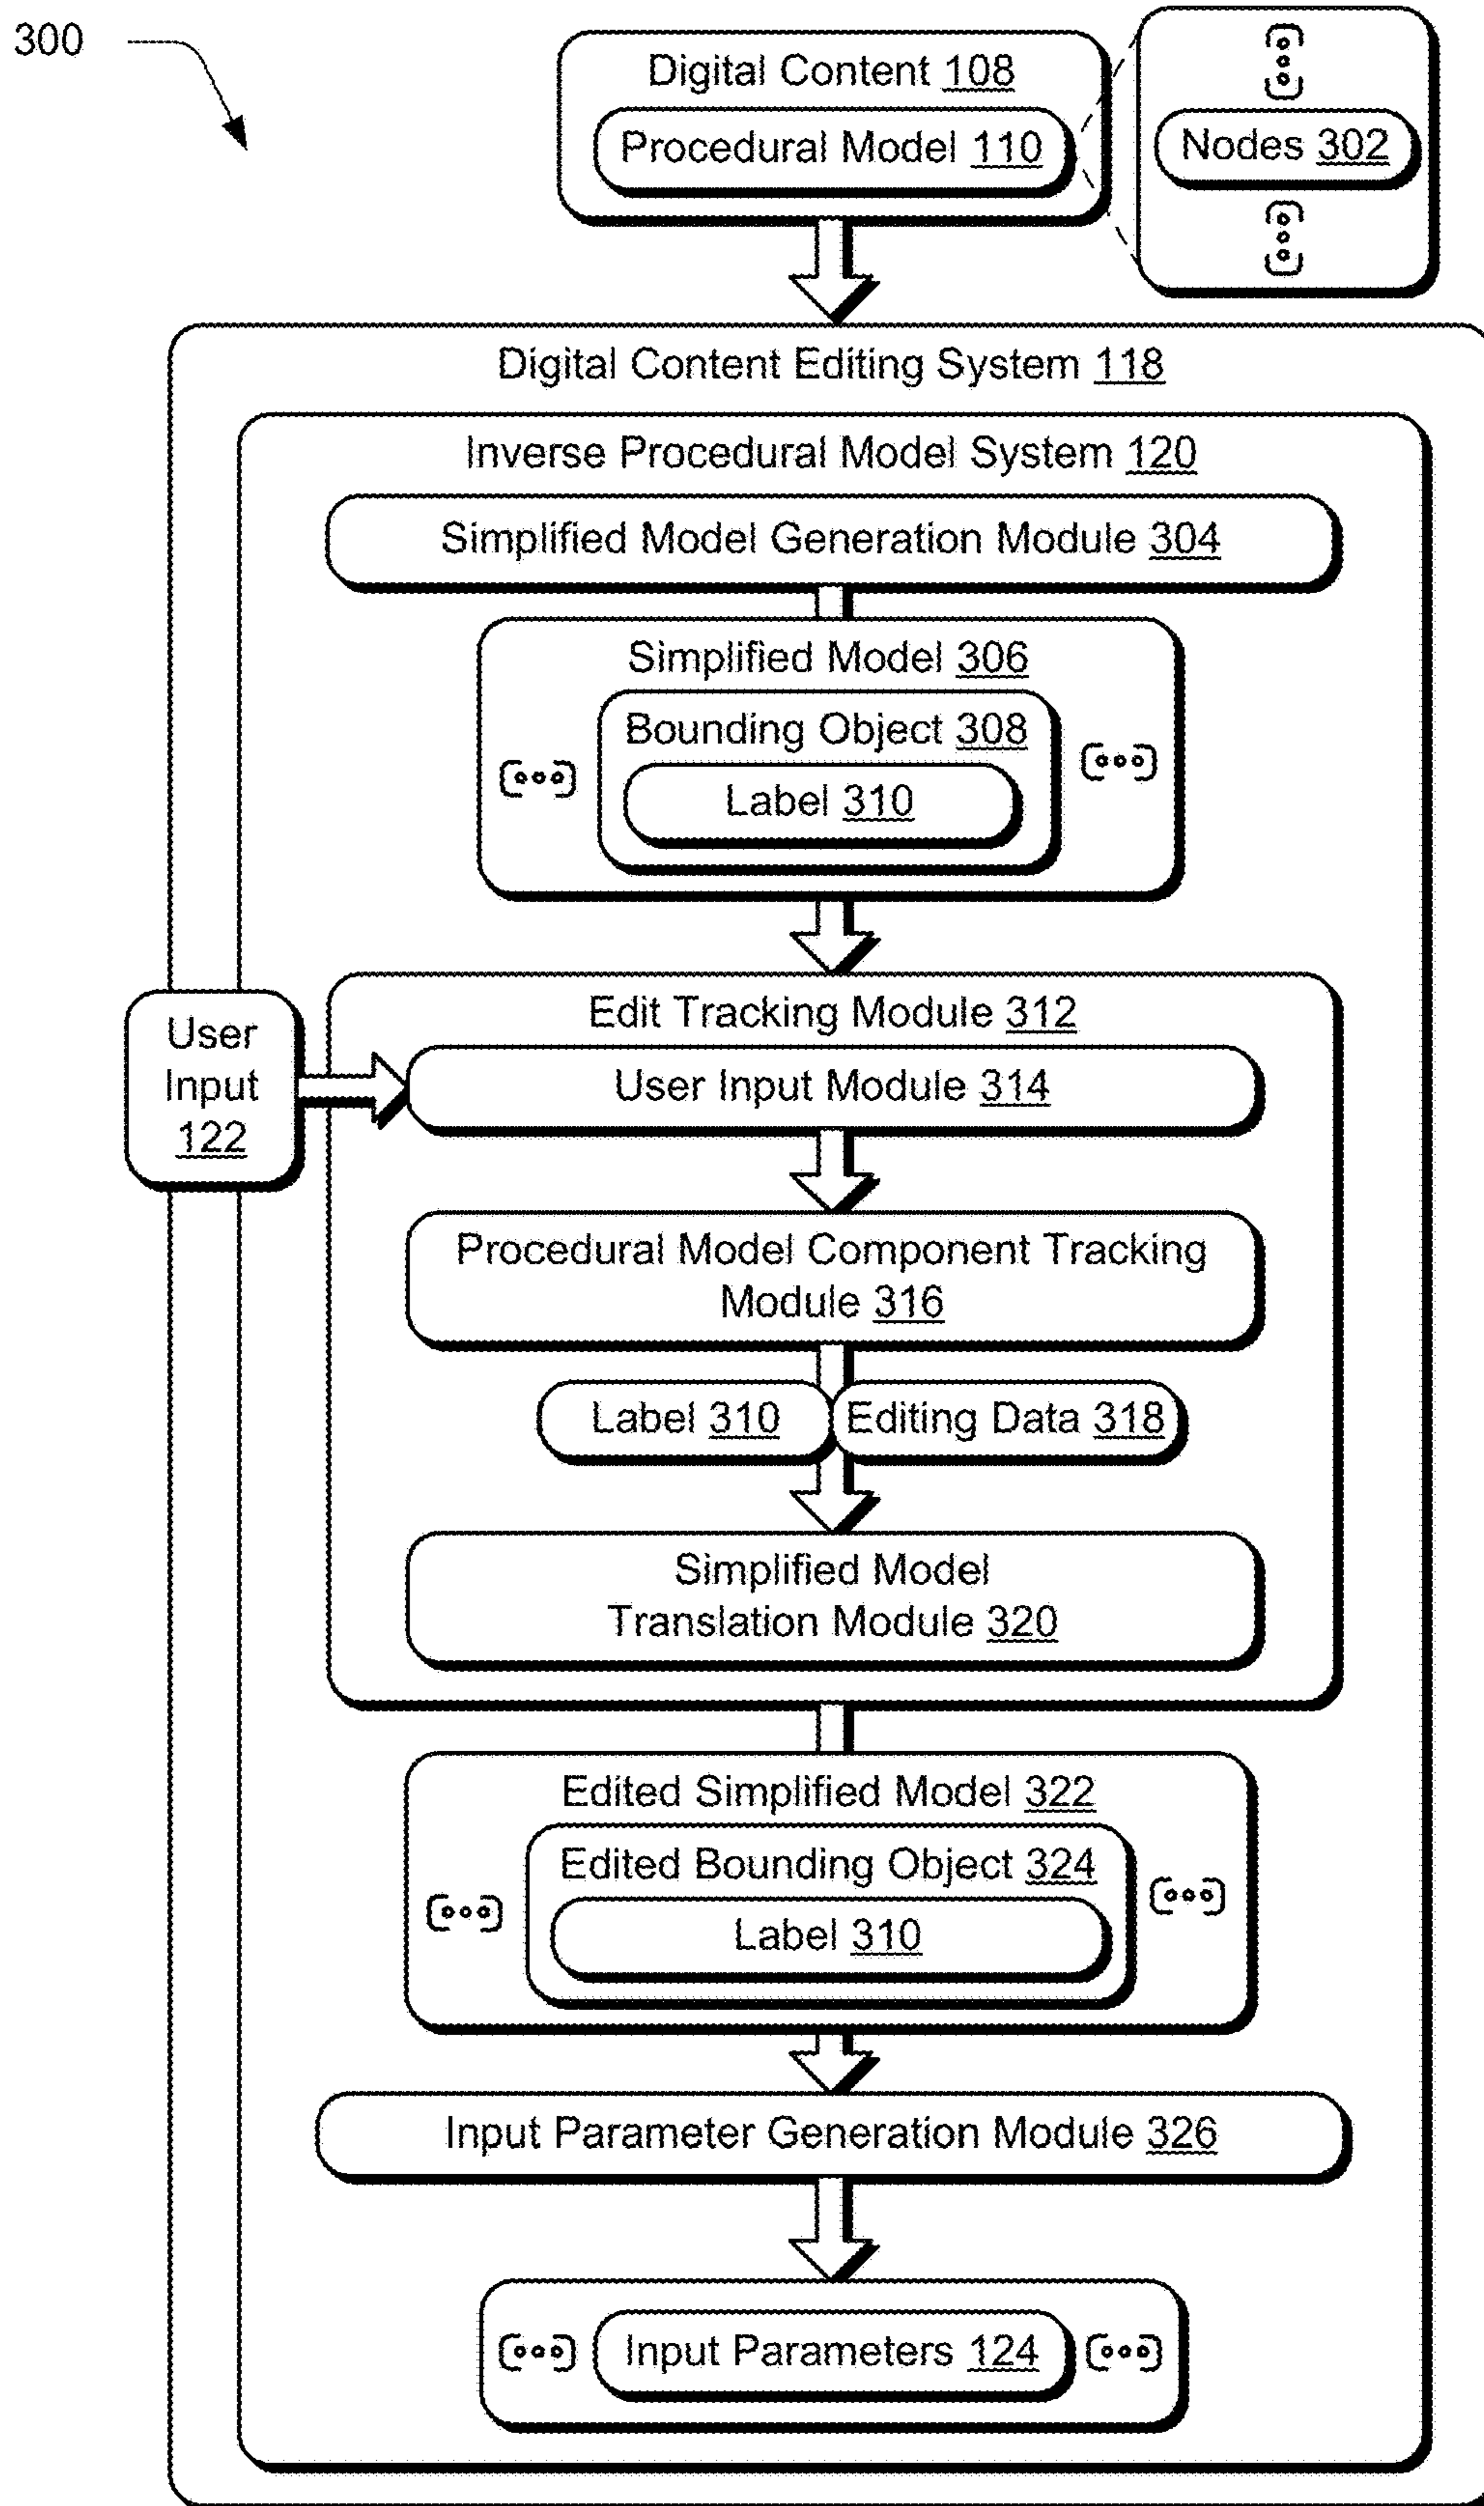 300
Digital Content 108
Procedural Model 110
Nodes 302
Digital Content Editing System 118
Inverse Procedural Model System 120
Simplified Model Generation Module 304
Simplified Model 306
Bounding Object 308
Label 310
Edit Tracking Module 312
User
Input
122
User Input Module 314
Procedural Model Component Tracking
Module 316
Label 310
Editing Data 318
Simplified Model
Translation Module 320
Edited Simplified Model 322
Edited Bounding Object 324
Label 310
Input Parameter Generation Module 326
Input Parameters 124